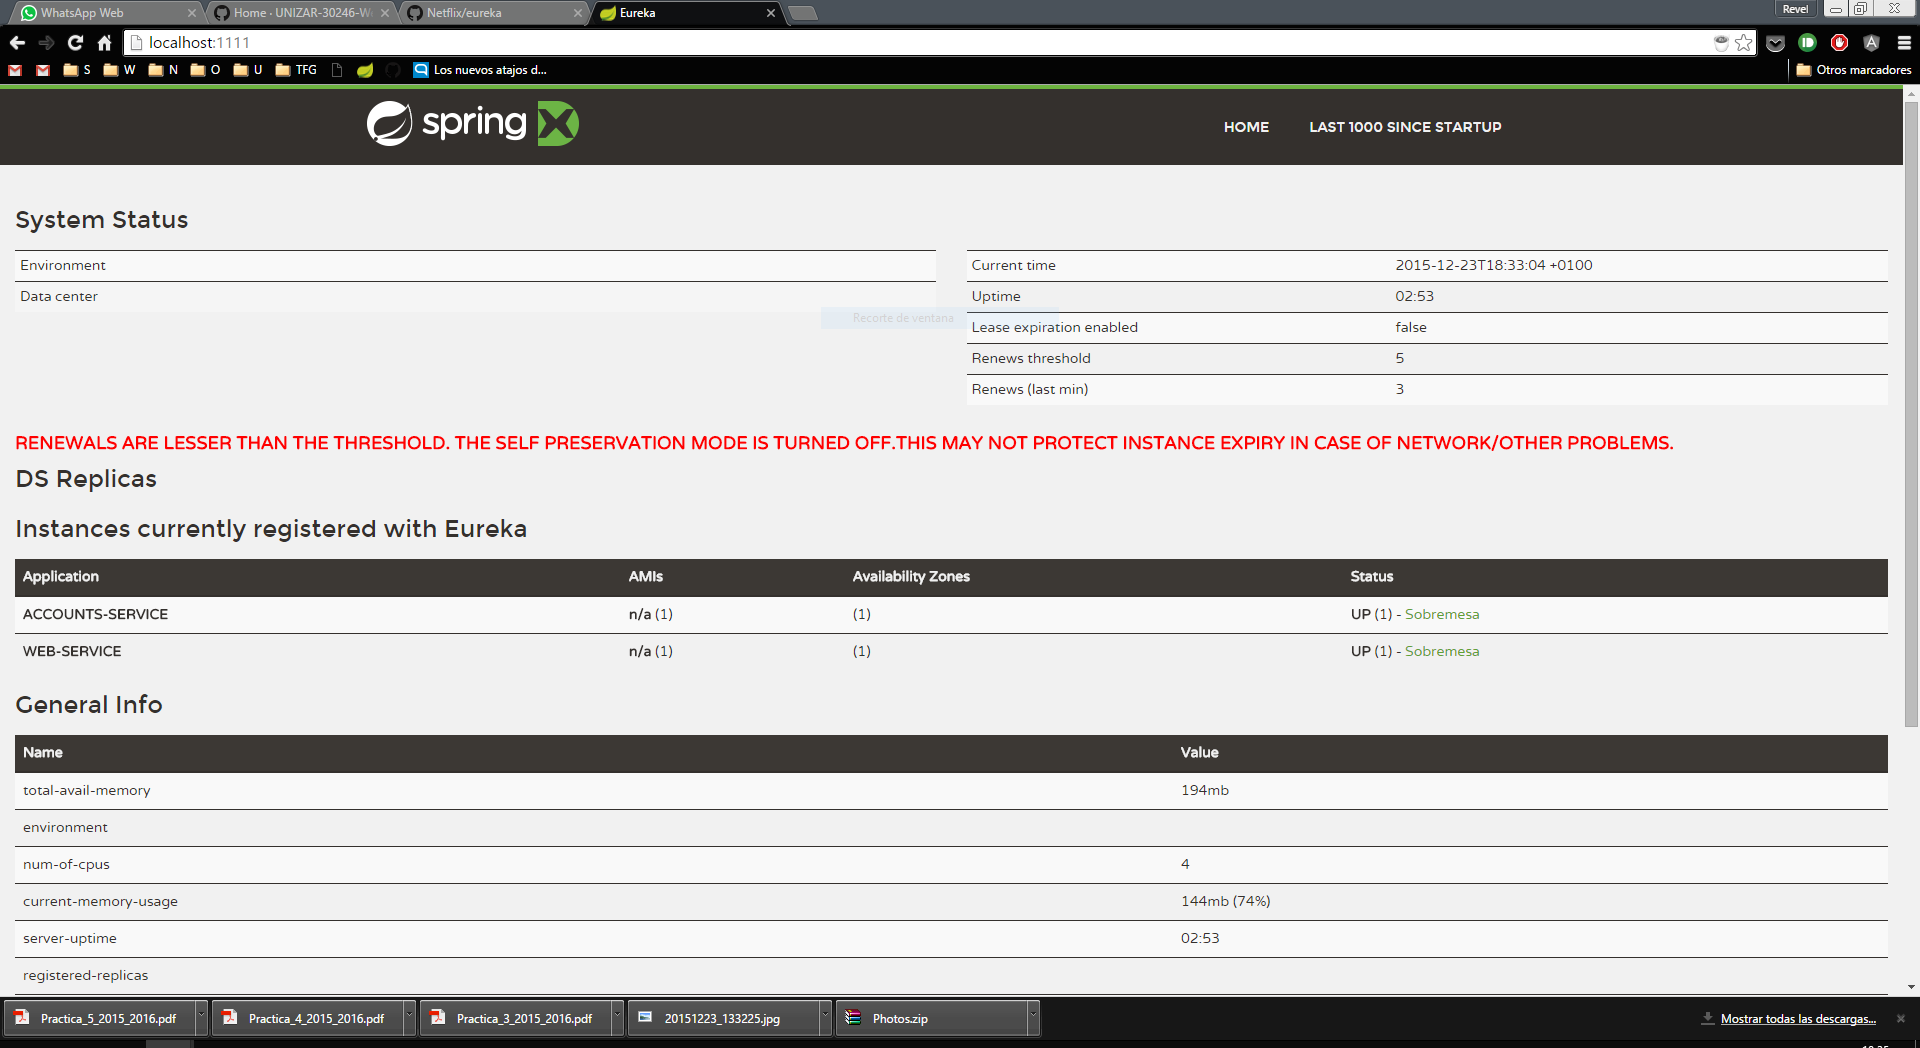 WhatsApp Web
Home · UNIZAR-30246-W
Netflix/eureka
Eureka
Revel
localhost:1111
S
W
N
O
U
TFG
Los nuevos atajos d...
Otros marcadores
spring
HOME
LAST 1000 SINCE STARTUP
System Status
Environment
Data center
Current time 2015-12-23T18:33:04 +0100
Uptime 02:53
Recorte de ventana
Lease expiration enabled false
Renews threshold 5
Renews (last min) 3
RENEWALS ARE LESSER THAN THE THRESHOLD. THE SELF PRESERVATION MODE IS TURNED OFF.THIS MAY NOT PROTECT INSTANCE EXPIRY IN CASE OF NETWORK/OTHER PROBLEMS.
DS Replicas
Instances currently registered with Eureka
Application AMIs Availability Zones Status
ACCOUNTS-SERVICE n/a (1) (1) UP (1) - Sobremesa
WEB-SERVICE n/a (1) (1) UP (1) - Sobremesa
General Info
Name Value
total-avail-memory 194mb
environment
num-of-cpus 4
current-memory-usage 144mb (74%)
server-uptime 02:53
registered-replicas
Practica_5_2015_2016.pdf
Practica_4_2015_2016.pdf
Practica_3_2015_2016.pdf
20151223_133225.jpg
Photos.zip
Mostrar todas las descargas...